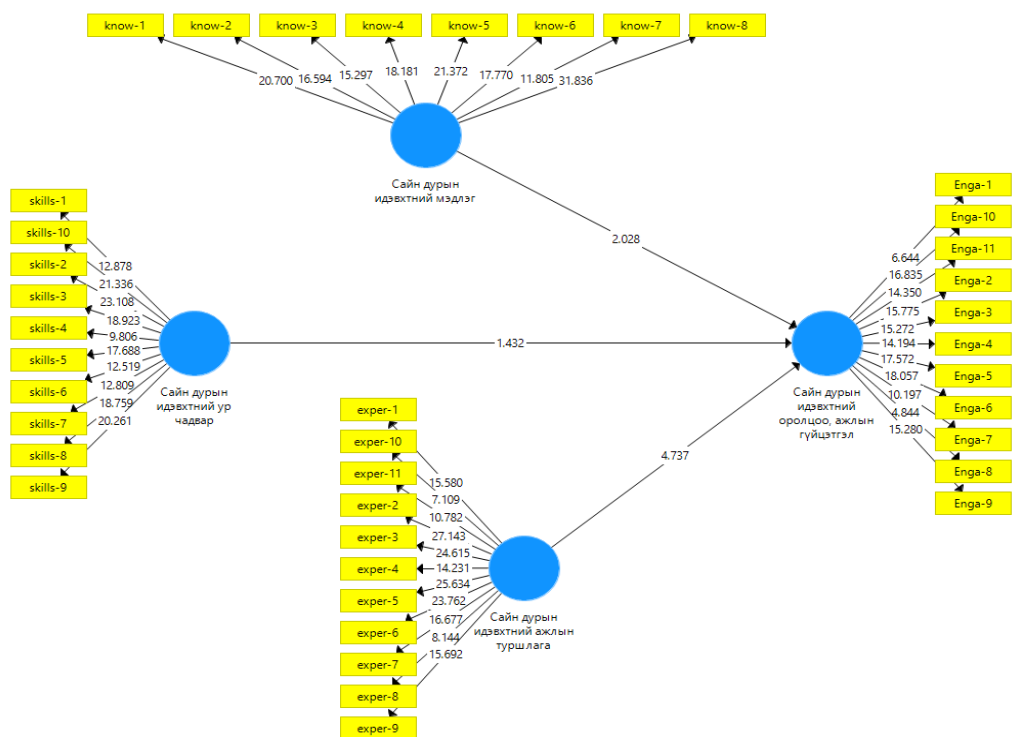 know-1
know-2
know-3
know-4
know-5
know-6
know-7
know-8
20.700
16.594
15.297
18.181
21.372
17.770
11.805
31.836
Сайн дурын
идэвхтний мэдлэг
2.028
skills-1
skills-10
skills-2
skills-3
skills-4
skills-5
skills-6
skills-7
skills-8
skills-9
12.878
21.336
23.108
18.923
9.806
17.688
12.519
12.809
18.759
20.261
Сайн дурын
идэвхтний ур
чадвар
1.432
exper-1
exper-10
exper-11
exper-2
exper-3
exper-4
exper-5
exper-6
exper-7
exper-8
exper-9
15.580
7.109
10.782
27.143
24.615
14.231
25.634
23.762
16.677
8.144
15.692
Сайн дурын
идэвхтний ажлын
туршлага
4.737
Enga-1
Enga-10
Enga-11
Enga-2
Enga-3
Enga-4
Enga-5
Enga-6
Enga-7
Enga-8
Enga-9
6.644
16.835
14.350
15.775
15.272
14.194
17.572
18.057
10.197
4.844
15.280
Сайн дурын
идэвхтний
оролцоо, ажлын
гүйцэтгэл